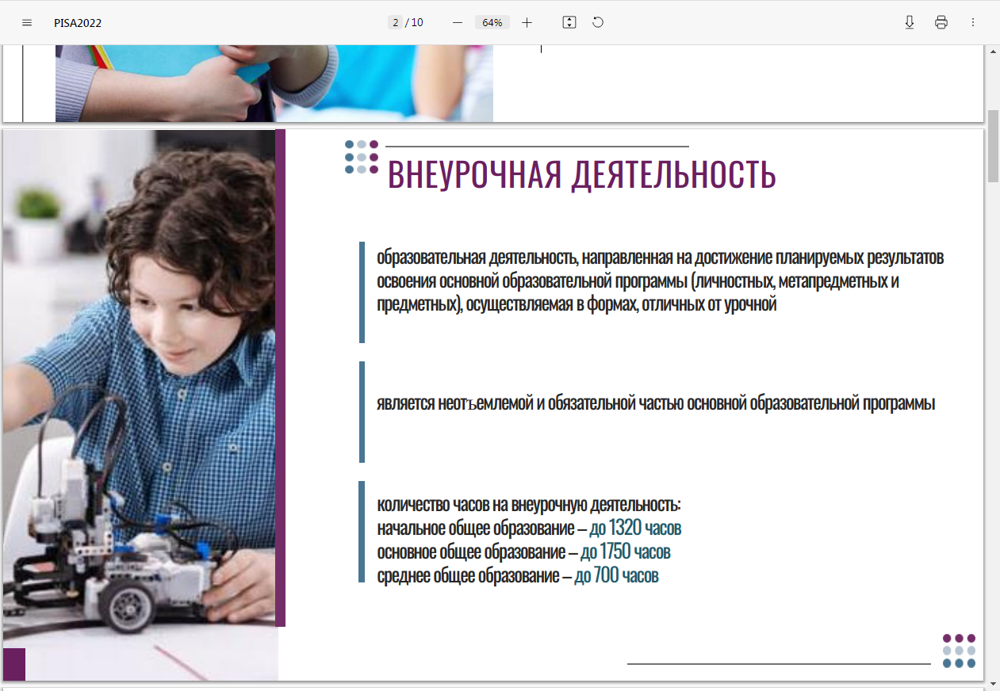 PISA2022
2 / 10
64%
ВНЕУРОЧНАЯ ДЕЯТЕЛЬНОСТЬ
образовательная деятельность, направленная на достижение планируемых результатов
освоения основной образовательной программы (личностных, метапредметных и
предметных), осуществляемая в формах, отличных от урочной
является неотъемлемой и обязательной частью основной образовательной программы
количество часов на внеурочную деятельность:
начальное общее образование – до 1320 часов
основное общее образование – до 1750 часов
среднее общее образование – до 700 часов